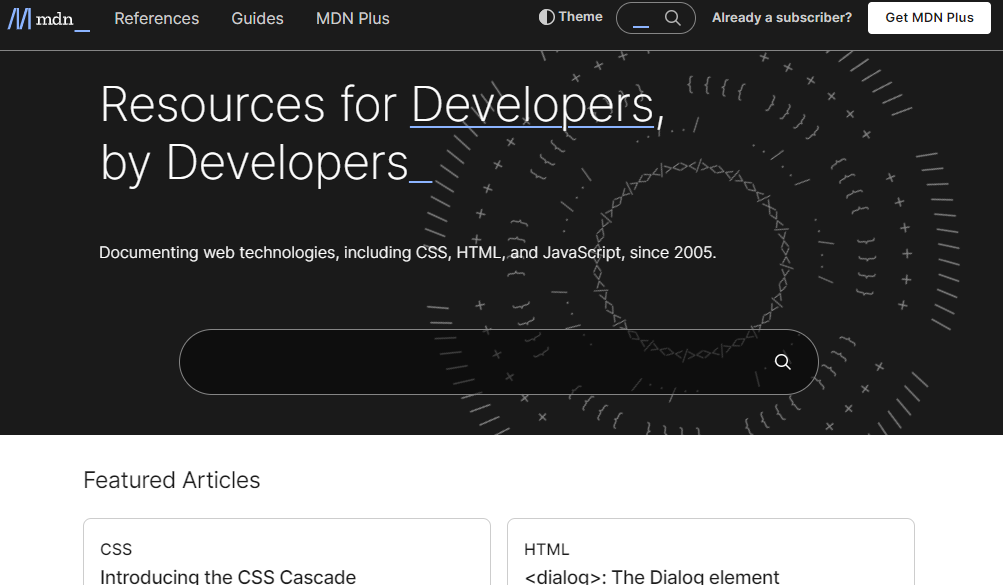 mdn_
References
Guides
MDN Plus
Theme
Already a subscriber?
Get MDN Plus
Resources for Developers,
by Developers_
Documenting web technologies, including CSS, HTML, and JavaScript, since 2005.
Featured Articles
CSS
Introducing the CSS Cascade
HTML
<dialog>: The Dialog element